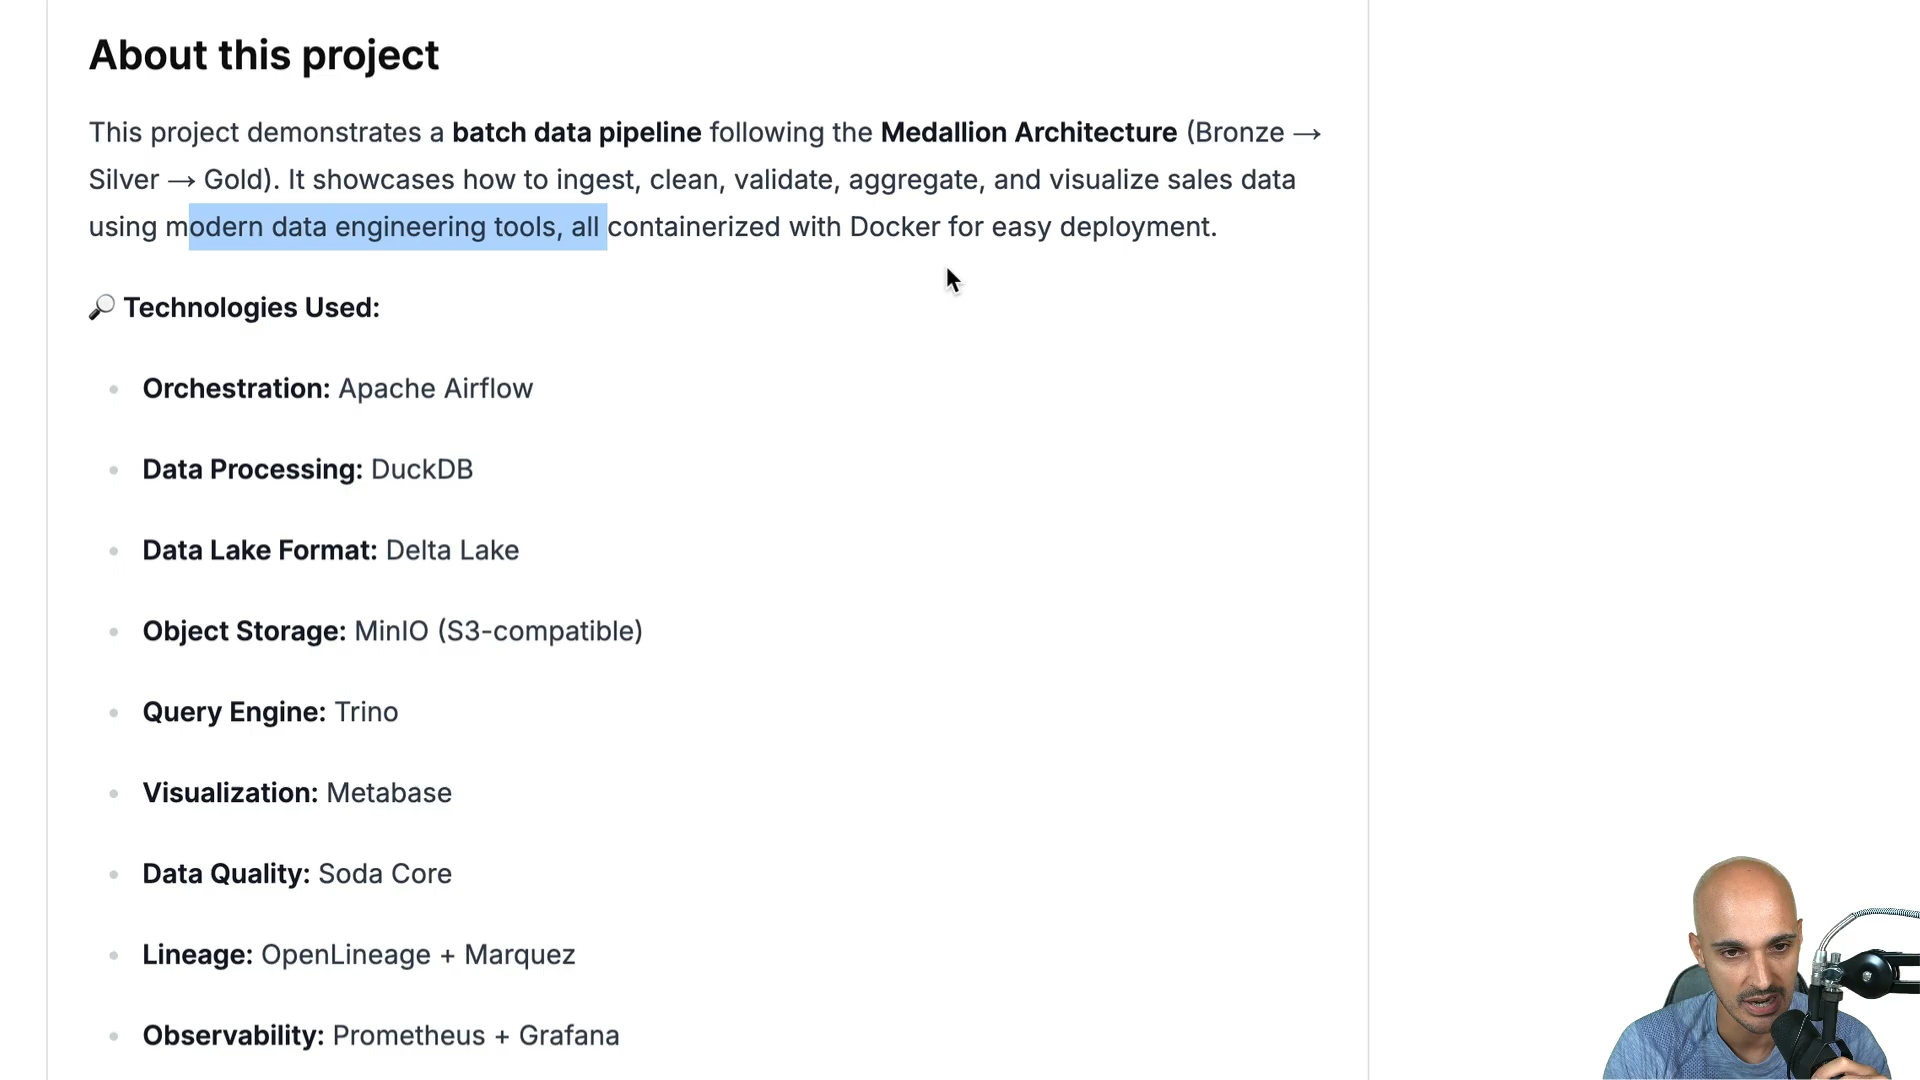 About this project
This project demonstrates a batch data pipeline following the Medallion Architecture (Bronze →
Silver → Gold). It showcases how to ingest, clean, validate, aggregate, and visualize sales data
using modern data engineering tools, all containerized with Docker for easy deployment.
🔎 Technologies Used:
• Orchestration: Apache Airflow
• Data Processing: DuckDB
• Data Lake Format: Delta Lake
• Object Storage: MinIO (S3-compatible)
• Query Engine: Trino
• Visualization: Metabase
• Data Quality: Soda Core
• Lineage: OpenLineage + Marquez
• Observability: Prometheus + Grafana